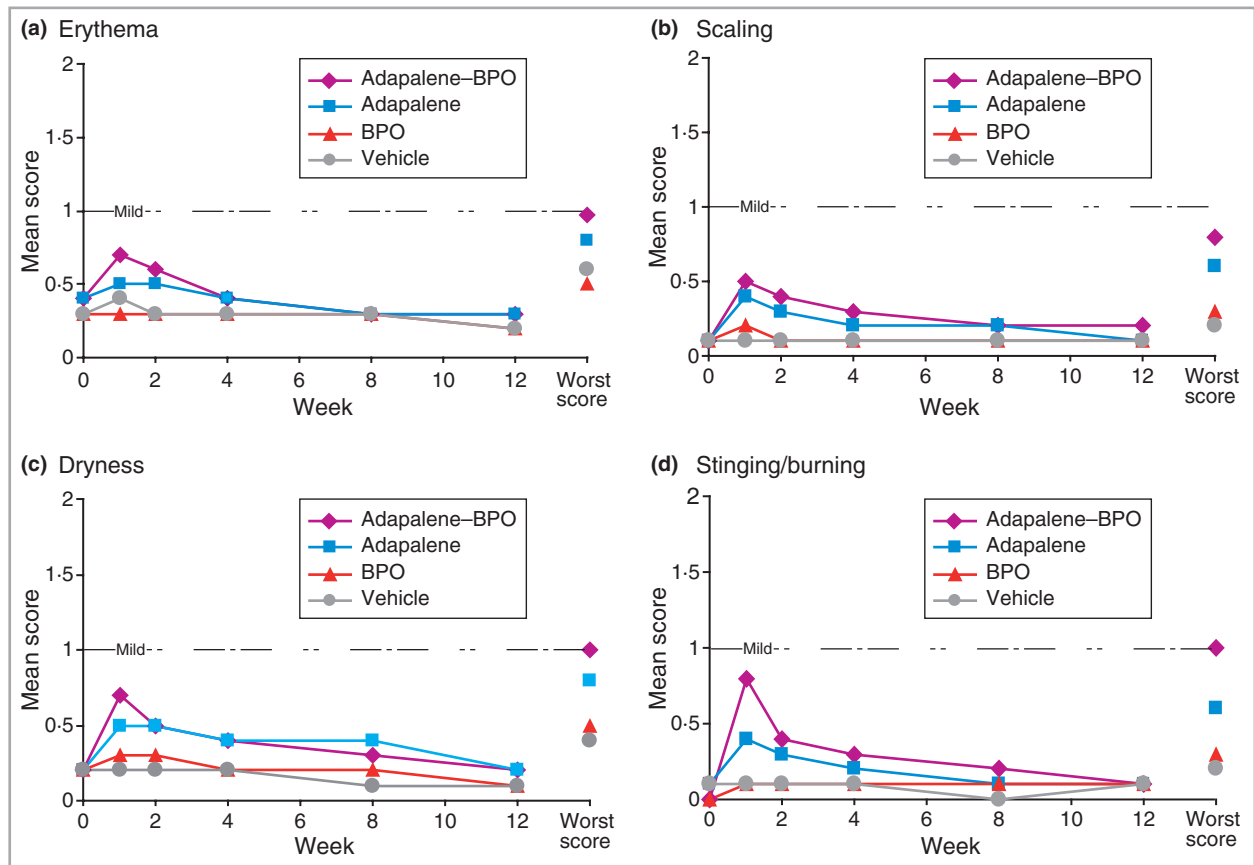 (a) Erythema
2
1·5
1
0·5
0
Mean score
Adapalene–BPO
Adapalene
BPO
Vehicle
Mild
0 2 4 6 8 10 12 Worst
score
Week
(b) Scaling
2
1·5
1
0·5
0
Mean score
Adapalene–BPO
Adapalene
BPO
Vehicle
Mild
0 2 4 6 8 10 12 Worst
score
Week
(c) Dryness
2
1·5
1
0·5
0
Mean score
Adapalene–BPO
Adapalene
BPO
Vehicle
Mild
0 2 4 6 8 10 12 Worst
score
Week
(d) Stinging/burning
2
1·5
1
0·5
0
Mean score
Adapalene–BPO
Adapalene
BPO
Vehicle
Mild
0 2 4 6 8 10 12 Worst
score
Week